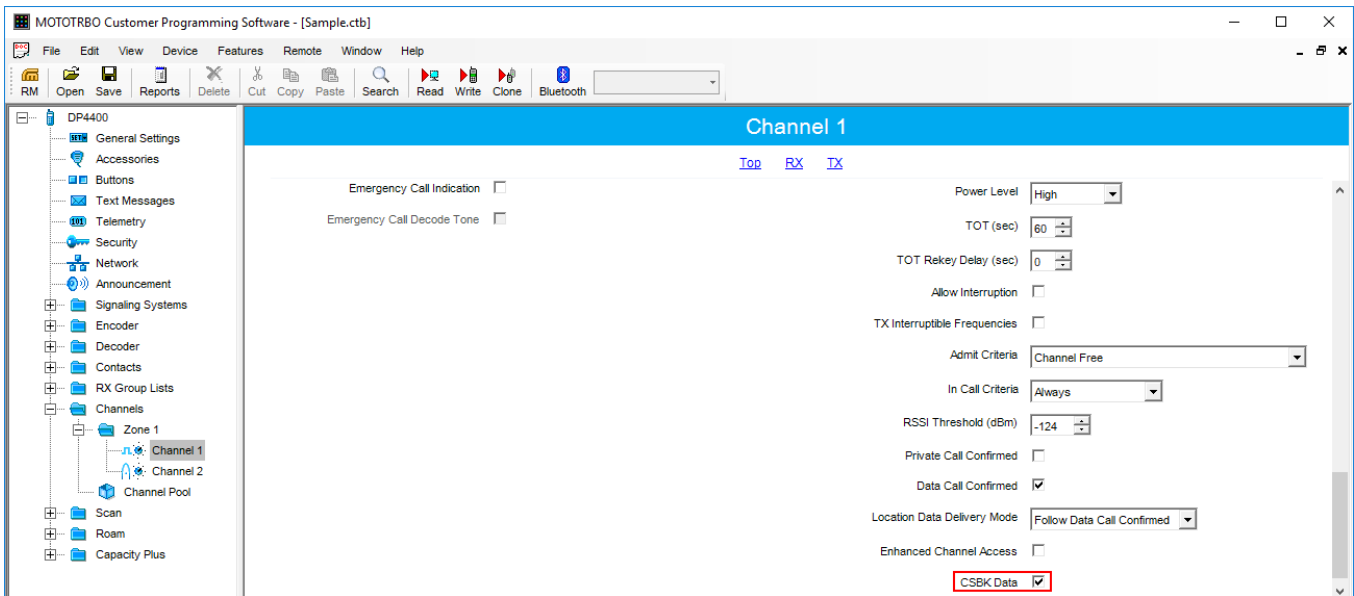 MOTOTRBO Customer Programming Software - [Sample.ctb]
File Edit View Device Features Remote Window Help
RM Open Save Reports Delete Cut Copy Paste Search Read Write Clone Bluetooth
DP4400
General Settings
Accessories
Buttons
Text Messages
Telemetry
Security
Network
Announcement
Signaling Systems
Encoder
Decoder
Contacts
RX Group Lists
Channels
Zone 1
Channel 1
Channel 2
Channel Pool
Scan
Roam
Capacity Plus
Channel 1
Top RX TX
Emergency Call Indication
Emergency Call Decode Tone
Power Level High
TOT (sec) 60
TOT Rekey Delay (sec) 0
Allow Interruption
TX Interruptible Frequencies
Admit Criteria Channel Free
In Call Criteria Always
RSSI Threshold (dBm) -124
Private Call Confirmed
Data Call Confirmed
Location Data Delivery Mode Follow Data Call Confirmed
Enhanced Channel Access
CSBK Data